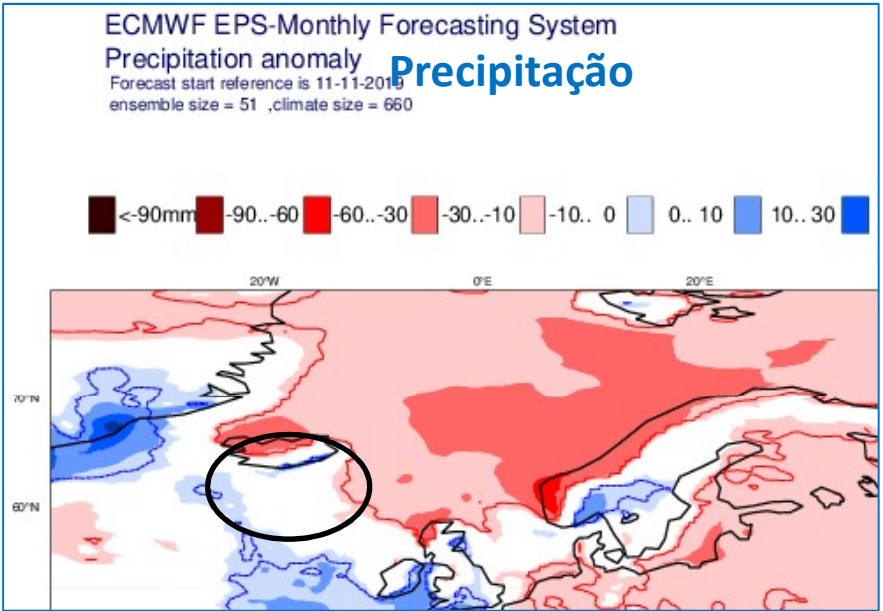 ECMWF EPS-Monthly Forecasting System
Precipitation anomaly
Precipitação
Forecast start reference is 11-11-2019
ensemble size = 51 ,climate size = 660
<-90mm -90..-60 -60..-30 -30..-10 -10.. 0 0.. 10 10.. 30
20°W 0°E 20°E
70°N
60°N